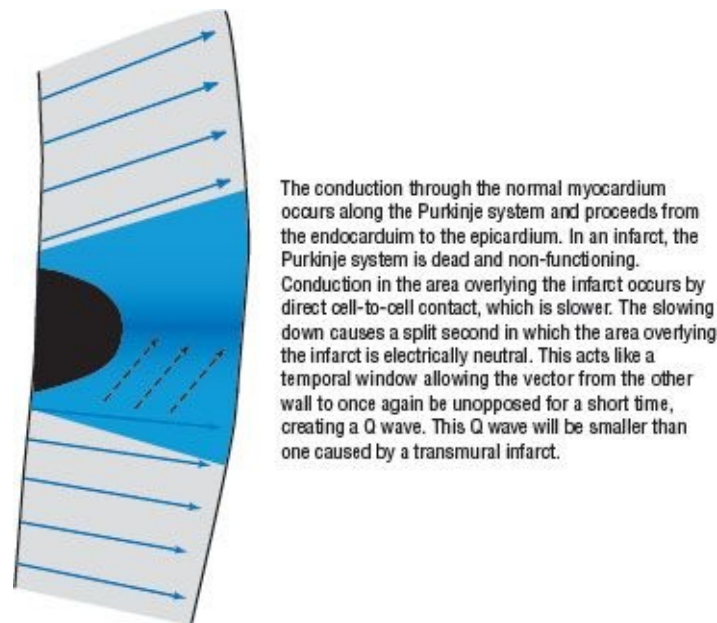 The conduction through the normal myocardium
occurs along the Purkinje system and proceeds from
the endocarduim to the epicardium. In an infarct, the
Purkinje system is dead and non-functioning.
Conduction in the area overlying the infarct occurs by
direct cell-to-cell contact, which is slower. The slowing
down causes a split second in which the area overlying
the infarct is electrically neutral. This acts like a
temporal window allowing the vector from the other
wall to once again be unopposed for a short time,
creating a Q wave. This Q wave will be smaller than
one caused by a transmural infarct.